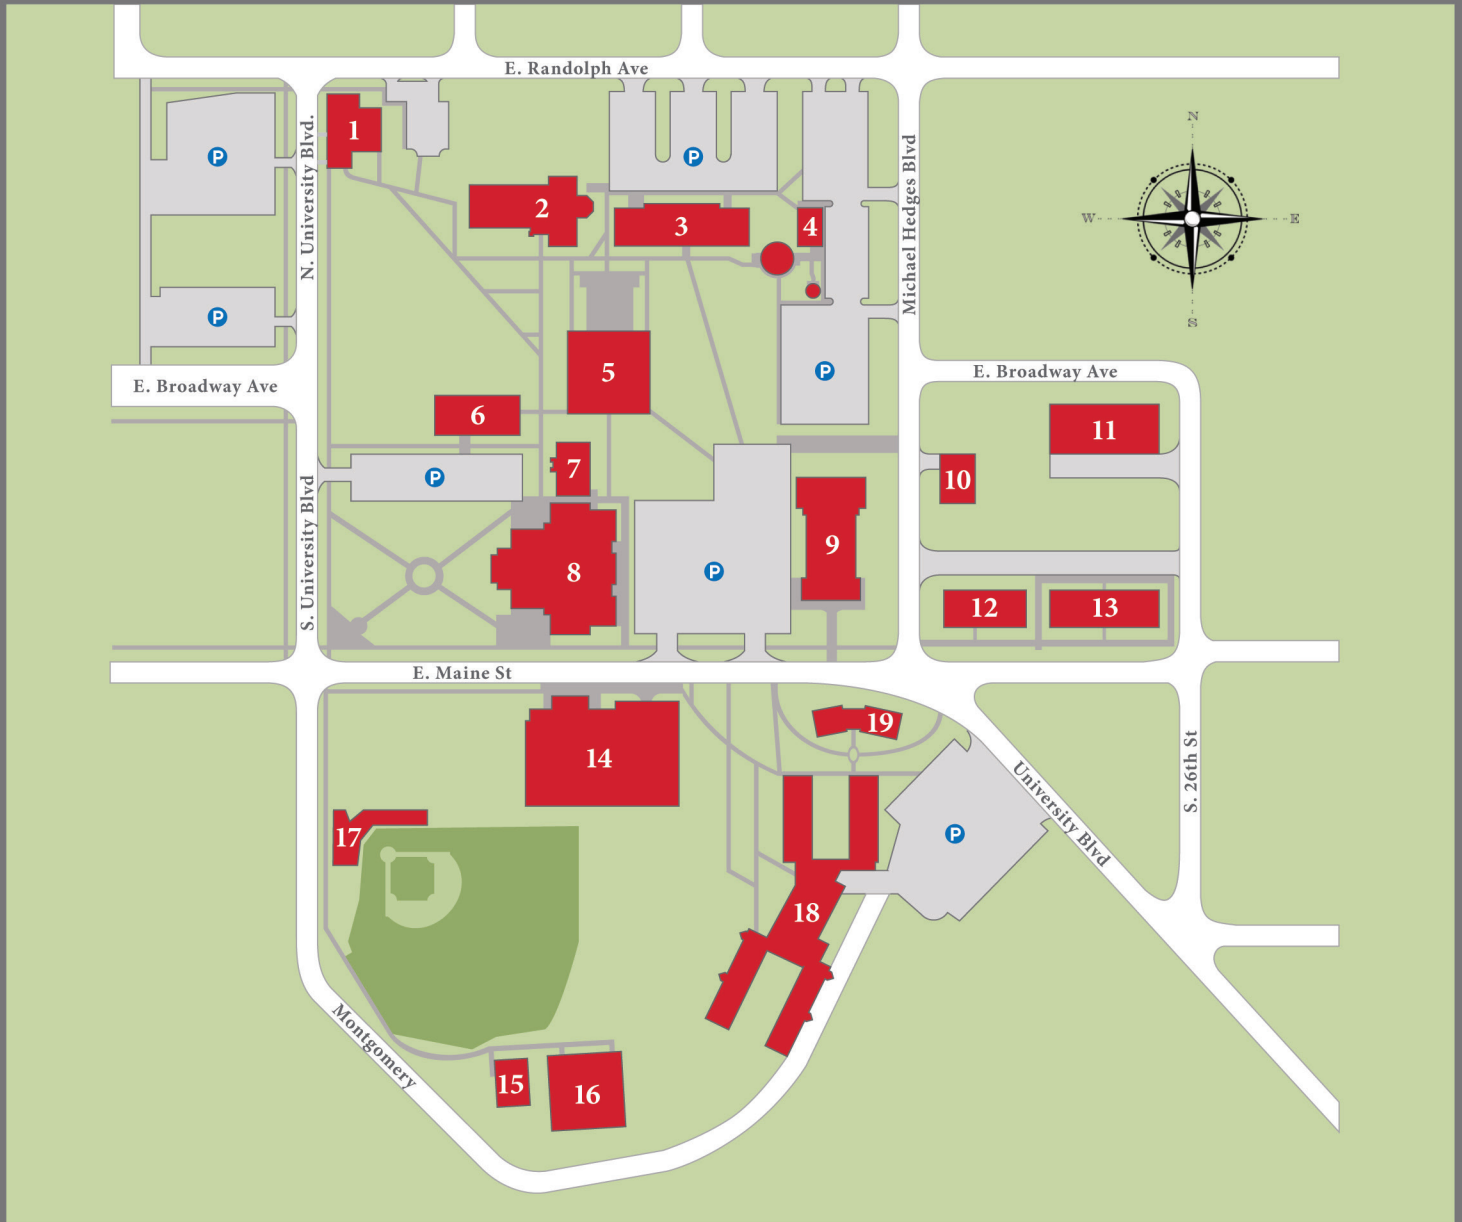 E. Randolph Ave
N. University Blvd.
Michael Hedges Blvd
N
W
E
S
1
P
P
2
3
4
P
E. Broadway Ave
E. Broadway Ave
P
5
6
11
7
P
10
S. University Blvd
9
8
P
12
13
E. Maine St
19
14
S. 26th St
University Blvd
17
P
18
Montgomery
15
16